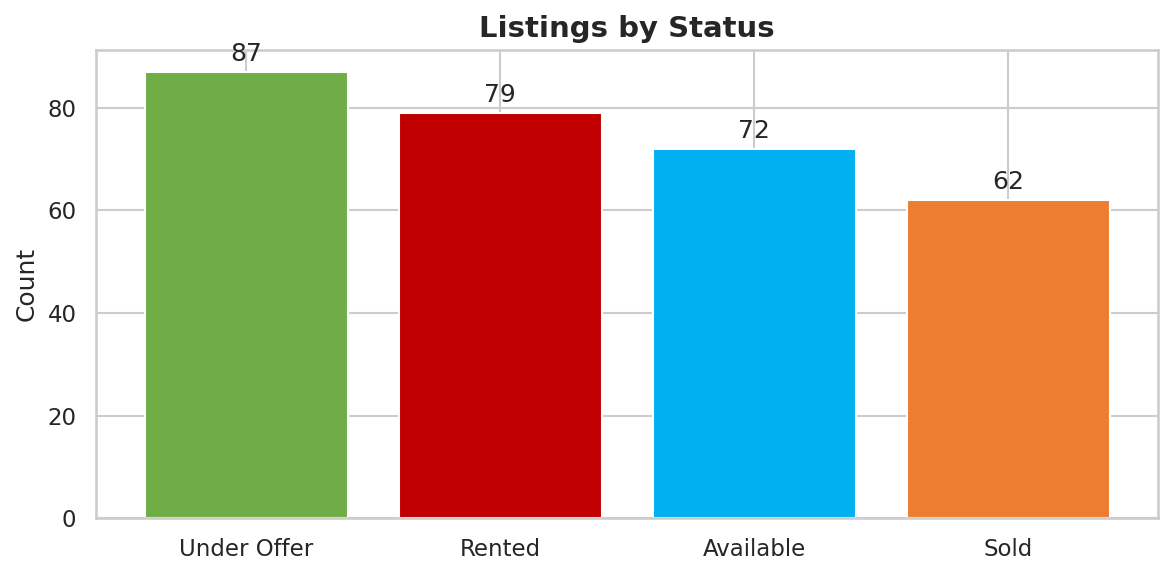 Listings by Status
87
79
72
62
80
60
40
20
0
Count
Under Offer
Rented
Available
Sold